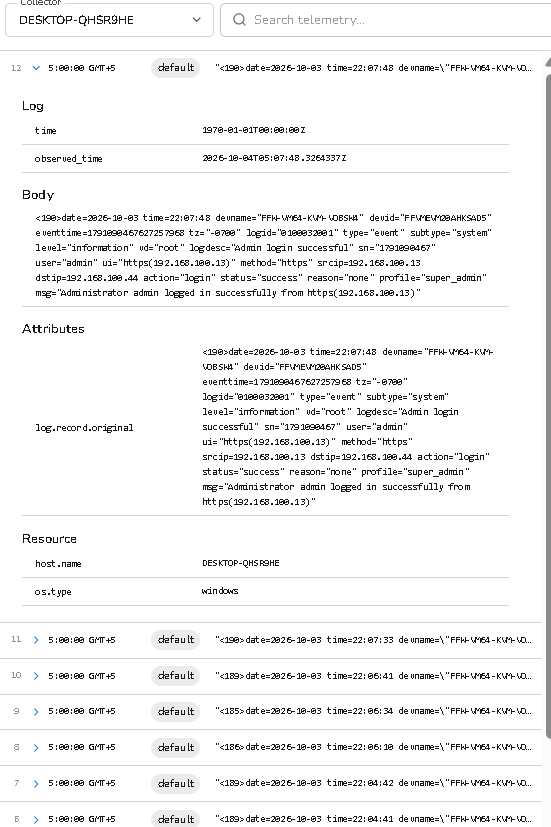 Collector
DESKTOP-QHSR9HE
Search telemetry...
12 5:00:00 GMT+5 default "<190>date=2026-10-03 time=22:07:48 devname=\"FFW-VM64-KVM-VD...
Log
time 1970-01-01T00:00:00Z
observed_time 2026-10-04T05:07:48.3264337Z
Body
<190>date=2026-10-03 time=22:07:48 devname="FFW-VM64-KVM-VDBSW4" devid="FFVMEVM20AHKSAD5"
eventtime=1791090467627257968 tz="-0700" logid="0100032001" type="event" subtype="system"
level="information" vd="root" logdesc="Admin login successful" sn="1791090467"
user="admin" ui="https(192.168.100.13)" method="https" srcip=192.168.100.13
dstip=192.168.100.44 action="login" status="success" reason="none" profile="super_admin"
msg="Administrator admin logged in successfully from https(192.168.100.13)"
Attributes
log.record.original
<190>date=2026-10-03 time=22:07:48 devname="FFW-VM64-KVM-
VDBSW4" devid="FFVMEVM20AHKSAD5"
eventtime=1791090467627257968 tz="-0700"
logid="0100032001" type="event" subtype="system"
level="information" vd="root" logdesc="Admin login
successful" sn="1791090467" user="admin"
ui="https(192.168.100.13)" method="https"
srcip=192.168.100.13 dstip=192.168.100.44 action="login"
status="success" reason="none" profile="super_admin"
msg="Administrator admin logged in successfully from
https(192.168.100.13)"
Resource
host.name DESKTOP-QHSR9HE
os.type windows
11 5:00:00 GMT+5 default "<190>date=2026-10-03 time=22:07:33 devname=\"FFW-VM64-KVM-VD...
10 5:00:00 GMT+5 default "<189>date=2026-10-03 time=22:06:41 devname=\"FFW-VM64-KVM-VD...
9 5:00:00 GMT+5 default "<185>date=2026-10-03 time=22:06:34 devname=\"FFW-VM64-KVM-VD...
8 5:00:00 GMT+5 default "<186>date=2026-10-03 time=22:06:10 devname=\"FFW-VM64-KVM-VD...
7 5:00:00 GMT+5 default "<189>date=2026-10-03 time=22:04:42 devname=\"FFW-VM64-KVM-VD...
6 5:00:00 GMT+5 default "<189>date=2026-10-03 time=22:04:41 devname=\"FFW-VM64-KVM-VD...